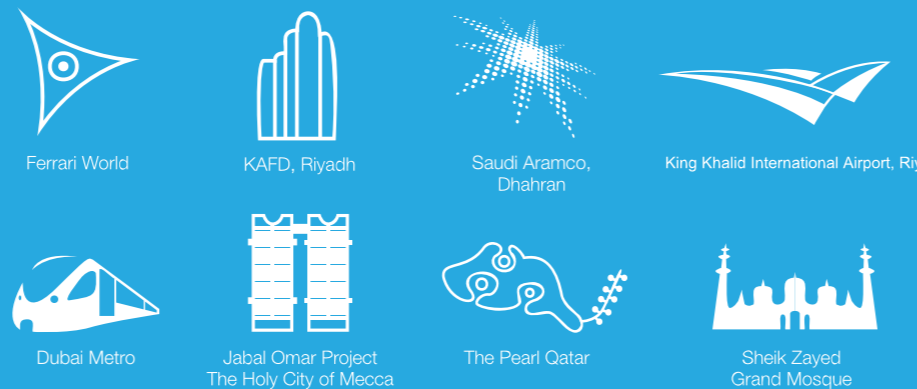 Ferrari World
KAFD, Riyadh
Saudi Aramco,
Dhahran
King Khalid International Airport, Riy
Dubai Metro
Jabal Omar Project
The Holy City of Mecca
The Pearl Qatar
Sheik Zayed
Grand Mosque